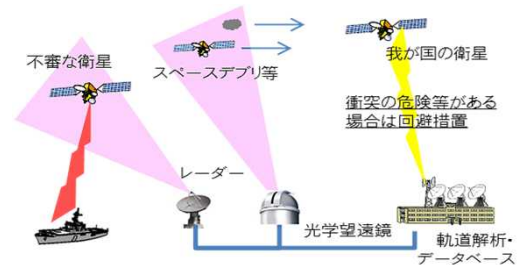 不審な衛星
スペースデブリ等
我が国の衛星
衝突の危険等がある
場合は回避措置
レーダー
光学望遠鏡
軌道解析・
データベース